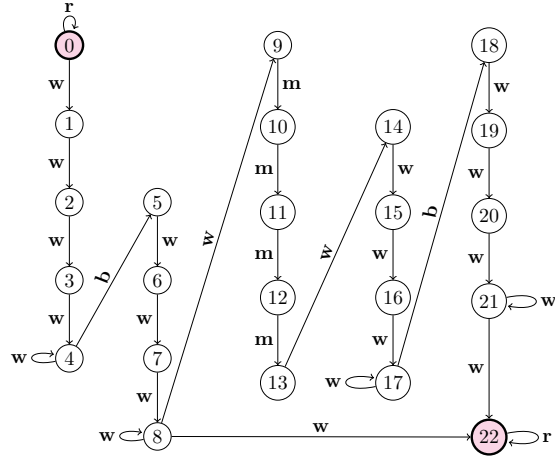 r
0 9 18
w m w
1 10 14 19
w m w w
2 5 11 15 20
w w w b w m w w w
3 6 12 16 21 w
w b w m w w
w 4 7 13 w 17
w
w 8 w 22 r